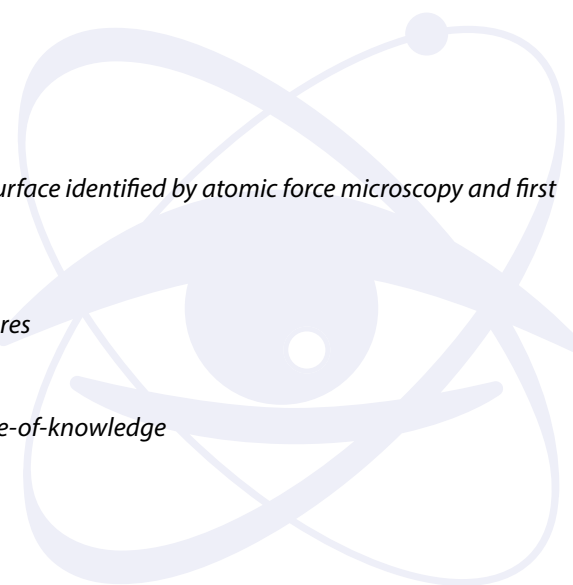 urface identified by atomic force microscopy and first
res
e-of-knowledge